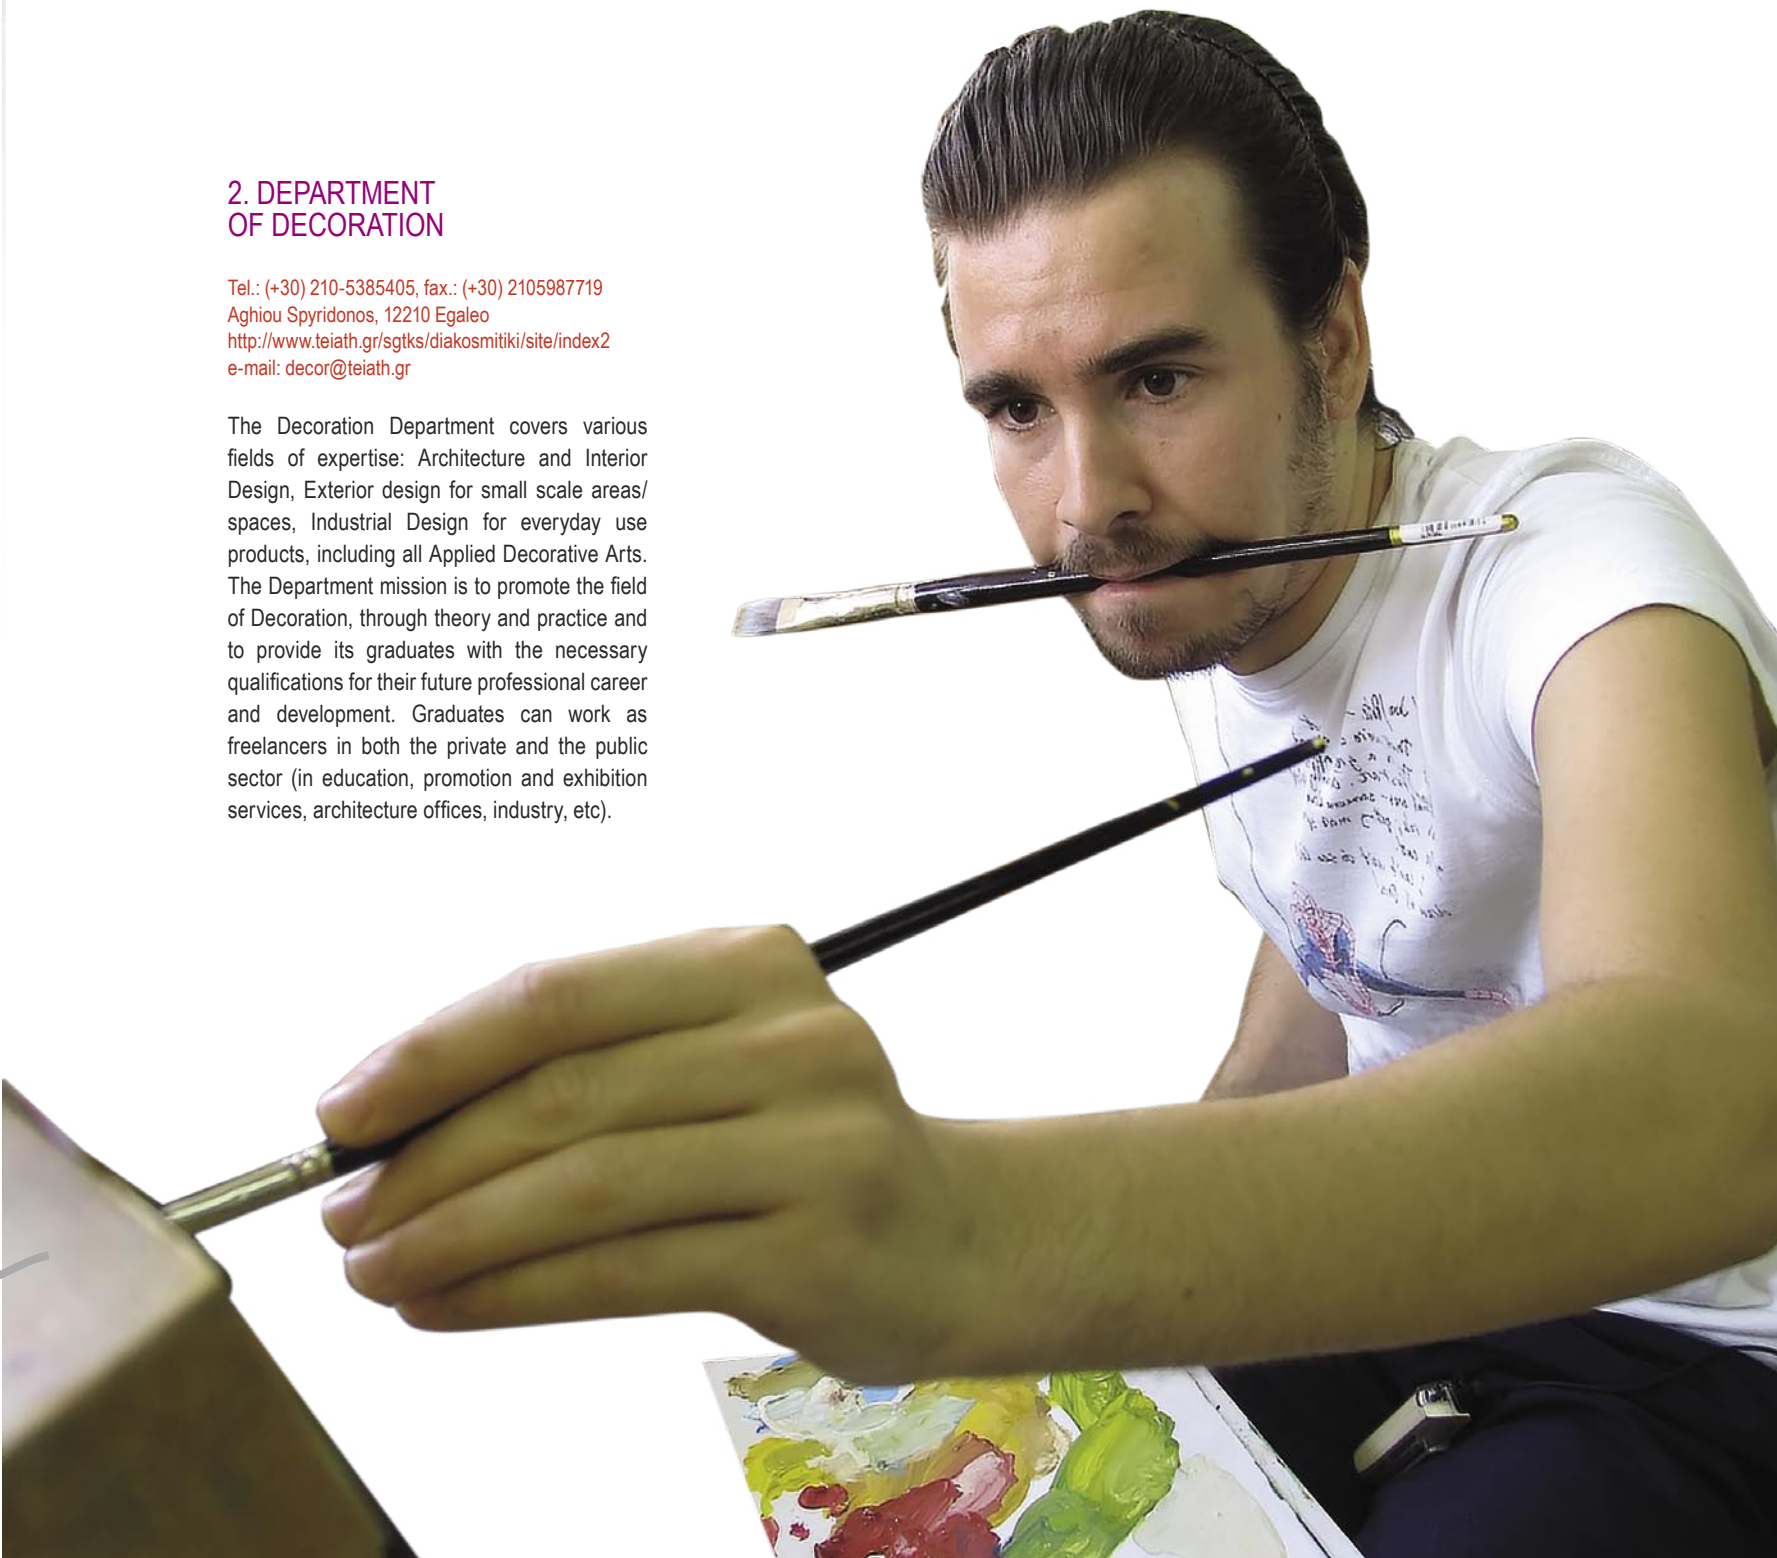 2. DEPARTMENT
OF DECORATION
Tel.: (+30) 210-5385405, fax.: (+30) 2105987719
Aghiou Spyridonos, 12210 Egaleo
http://www.teiath.gr/sgtks/diakosmitiki/site/index2
e-mail: decor@teiath.gr
The Decoration Department covers various
fields of expertise: Architecture and Interior
Design, Exterior design for small scale areas/
spaces, Industrial Design for everyday use
products, including all Applied Decorative Arts.
The Department mission is to promote the field
of Decoration, through theory and practice and
to provide its graduates with the necessary
qualifications for their future professional career
and development. Graduates can work as
freelancers in both the private and the public
sector (in education, promotion and exhibition
services, architecture offices, industry, etc).